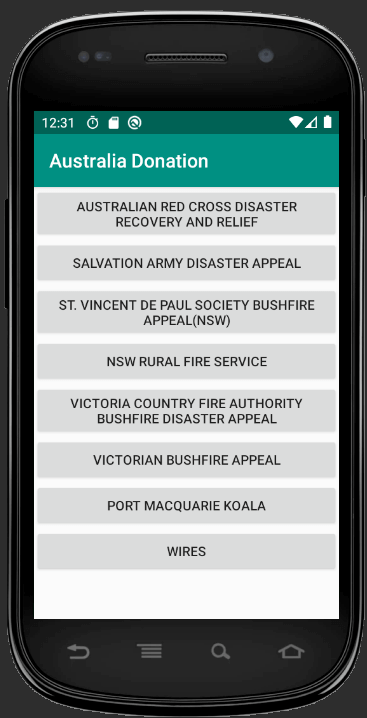 12:31
Australia Donation
AUSTRALIAN RED CROSS DISASTER
RECOVERY AND RELIEF
SALVATION ARMY DISASTER APPEAL
ST. VINCENT DE PAUL SOCIETY BUSHFIRE
APPEAL(NSW)
NSW RURAL FIRE SERVICE
VICTORIA COUNTRY FIRE AUTHORITY
BUSHFIRE DISASTER APPEAL
VICTORIAN BUSHFIRE APPEAL
PORT MACQUARIE KOALA
WIRES